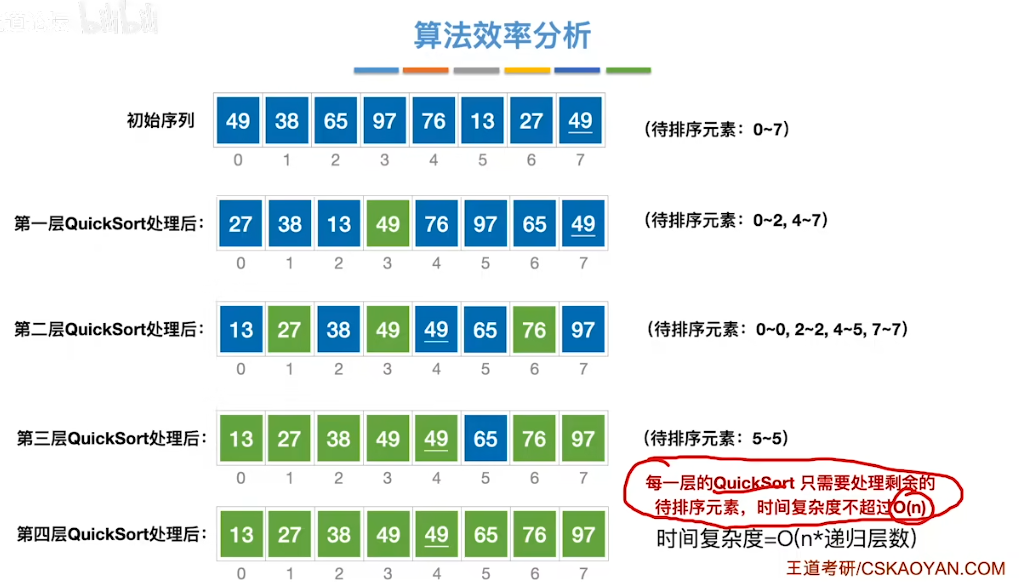 算法效率分析
初始序列 49 38 65 97 76 13 27 49 (待排序元素：0~7)
0 1 2 3 4 5 6 7
第一层QuickSort处理后： 27 38 13 49 76 97 65 49 (待排序元素：0~2, 4~7)
0 1 2 3 4 5 6 7
第二层QuickSort处理后： 13 27 38 49 49 65 76 97 (待排序元素：0~0, 2~2, 4~5, 7~7)
0 1 2 3 4 5 6 7
第三层QuickSort处理后： 13 27 38 49 49 65 76 97 (待排序元素：5~5)
0 1 2 3 4 5 6 7
每一层的QuickSort 只需要处理剩余的
待排序元素，时间复杂度不超过O(n)
第四层QuickSort处理后： 13 27 38 49 49 65 76 97
时间复杂度=O(n*递归层数)
0 1 2 3 4 5 6 7
王道考研/CSKAOYAN.COM